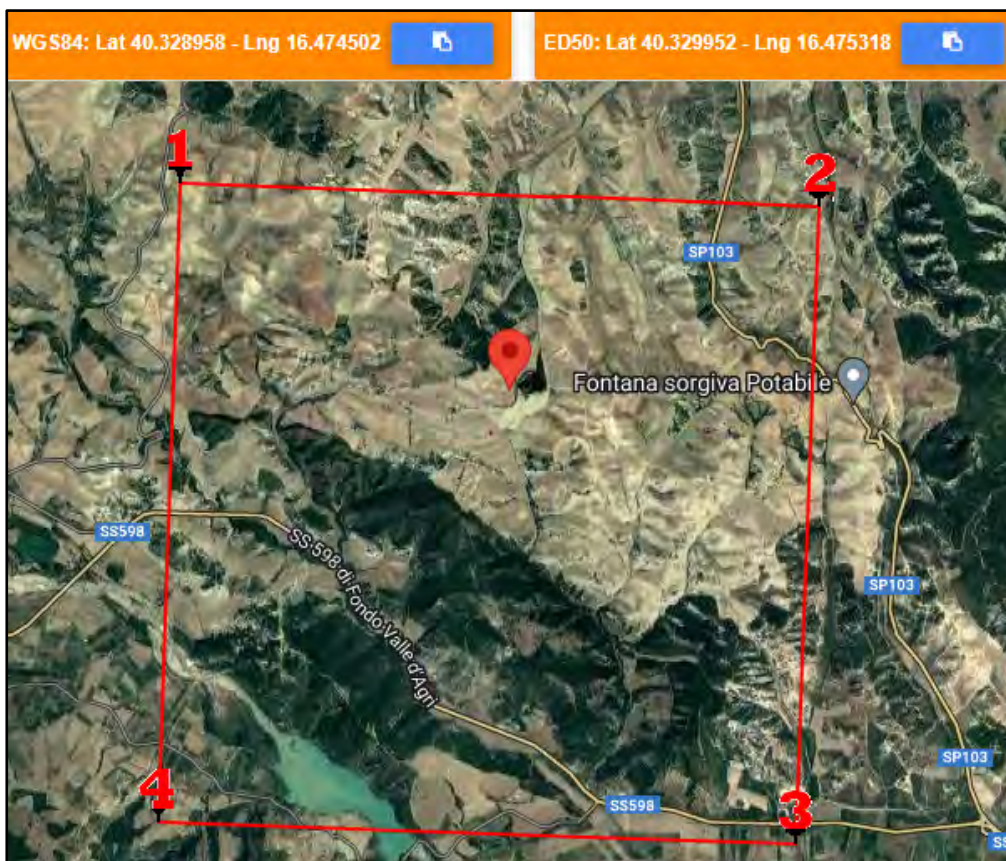 WGS84: Lat 40.328958 - Lng 16.474502
ED50: Lat 40.329952 - Lng 16.475318
1
2
SP103
Fontana sorgiva Potabile
SS598
SS 598 di Fondo Valle d'Agri
SP103
SP103
4
SS598
3
SS